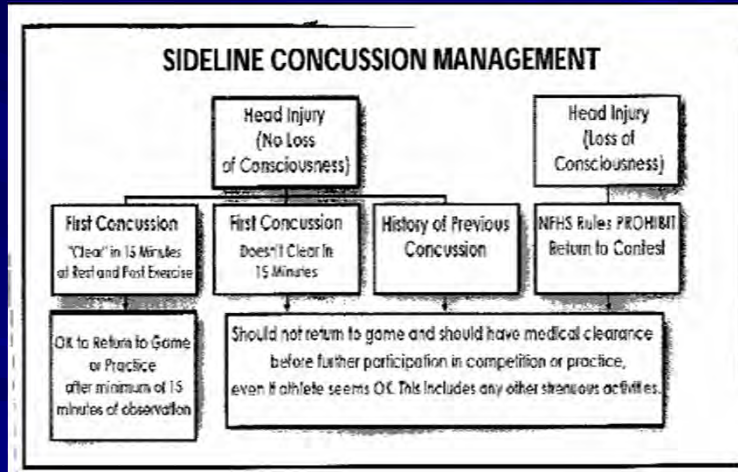 SIDELINE CONCUSSION MANAGEMENT
Head Injury
(No Loss
of Consciousness)
Head Injury
(Loss of
Consciousness)
First Concussion
"Clear" in 15 Minutes
at Rest and Post Exercise
First Concussion
Doesn't Clear in
15 Minutes
History of Previous
Concussion
NFHS Rules PROHIBIT
Return to Contest
OK to Return to Game
or Practice
after minimum of 15
minutes of observation
Should not return to game and should have medical clearance
before further participation in competition or practice,
even if athlete seems OK. This includes any other strenuous activities.